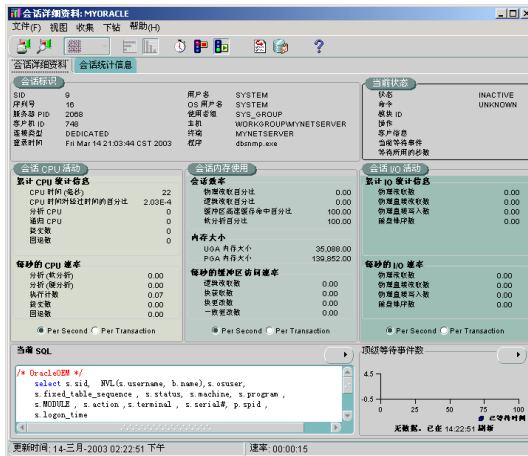 会话详细资料: MYORACLE
文件(F) 视图 收集 下钻 帮助(H)
会话详细资料 会话统计信息
会话标识
SID 9
序列号 16
服务器 PID 2068
客户机 ID 748
连接类型 DEDICATED
登录时间 Fri Mar 14 21:03:44 CST 2003
用户名 SYSTEM
OS 用户名 SYSTEM
使用者组 SYS_GROUP
主机 WORKGROUP\MYNETSERVER
终端 MYNETSERVER
程序 dbsnmp.exe
当前状态
状态 INACTIVE
命令 UNKNOWN
模块 ID
操作
客户信息
当前等待事件
等待所用的秒数
会话 CPU 活动
累计 CPU 统计信息
CPU 时间 (毫秒) 22
CPU 时间对经过时间的百分比 2.03E-4
分析 CPU 0
递归 CPU 0
提交数 0
回退数 0
每秒的 CPU 速率
分析 (软分析) 0.00
分析 (硬分析) 0.00
执行计数 0.07
提交数 0.00
回退数 0.00
Per Second Per Transaction
会话内存使用
会话效率
物理读取百分比 0.00
逻辑读取百分比 0.00
缓冲区高速缓存命中百分比 100.00
软分析百分比 100.00
内存大小
UGA 内存大小 35,088.00
PGA 内存大小 139,852.00
每秒的缓冲区访问速率
逻辑读取数 0.00
块获取数 0.00
块更改数 0.00
一致更改数 0.00
Per Second Per Transaction
会话 I/O 活动
累计 IO 统计信息
物理读取数 0.00
物理直接读取数 0.00
物理直接写入数 0.00
磁盘排序数 0.00
每秒的 I/O 速率
物理读取数 0.00
物理直接读取数 0.00
物理直接写入数 0.00
磁盘排序数 0.00
Per Second Per Transaction
当前 SQL
/* OracleOEM */
select s.sid, NVL(s.username, b.name),s.osuser,
s.fixed_table_sequence , s.status, s.machine, s.program ,
s.MODULE , s.action ,s.terminal , s.serial#, p.spid ,
s.logon_time
顶级等待事件数
4.5
-0.5
0 25 50 75 100
已等待时间
无数据。已在 14:22:51 刷新
更新时间: 14-三月-2003 02:22:51 下午 速率: 00:00:15